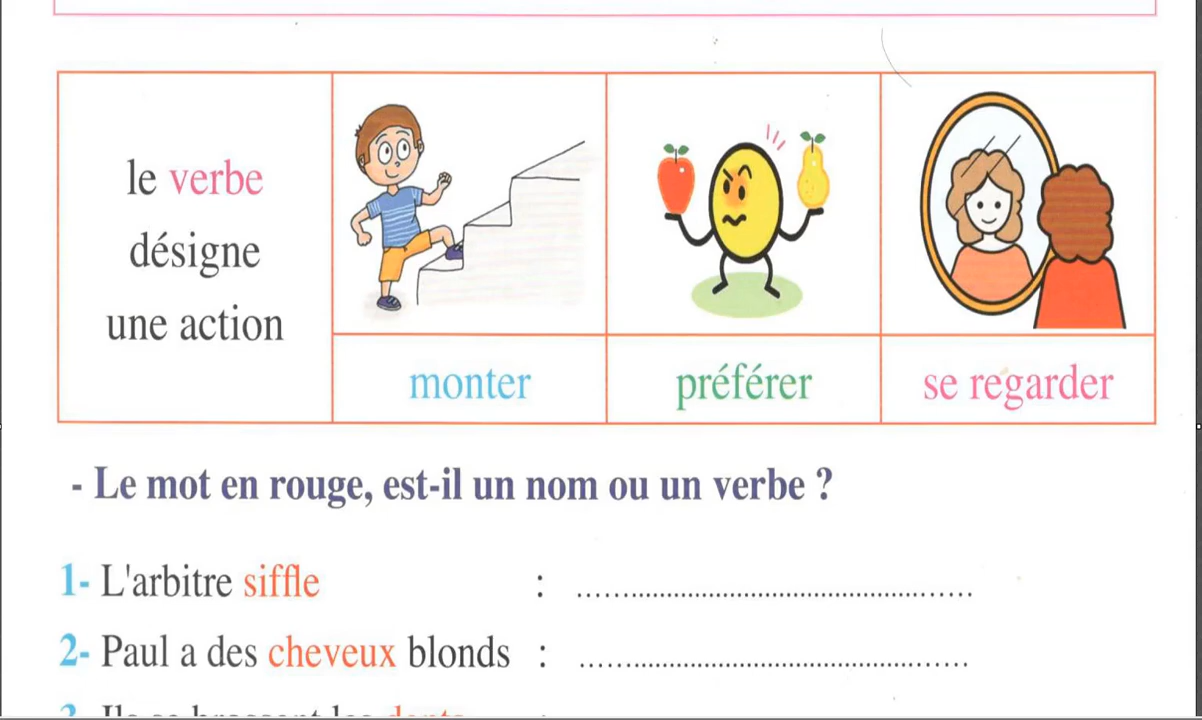 le verbe
désigne
une action
monter
préférer
se regarder
- Le mot en rouge, est-il un nom ou un verbe ?
1- L'arbitre siffle : ......................................................
2- Paul a des cheveux blonds : ......................................................